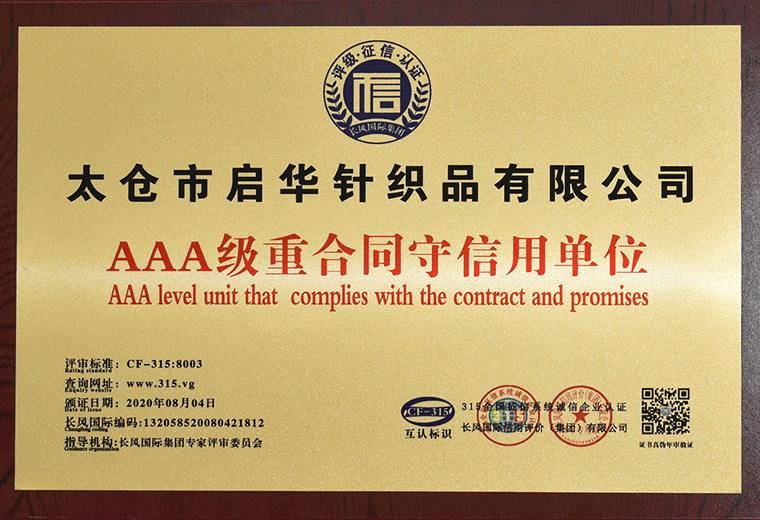 评级·征信·认证
信
长风国际集团
太仓市启华针织品有限公司
AAA级重合同守信用单位
AAA level unit that complies with the contract and promises
评审标准: CF-315:8003
Rating standard
查询网址: www.315.vg
Enquiry website
颁证日期: 2020年08月04日
Date of issue
长风国际编码:132058520080421812
Changfeng coding
指导机构:长风国际集团专家评审委员会
Guidance organization
CF-315
互认标识
315全国征信系统诚信企业认证
长风国际信用评价(集团)有限公司
315
证书真伪年审验证